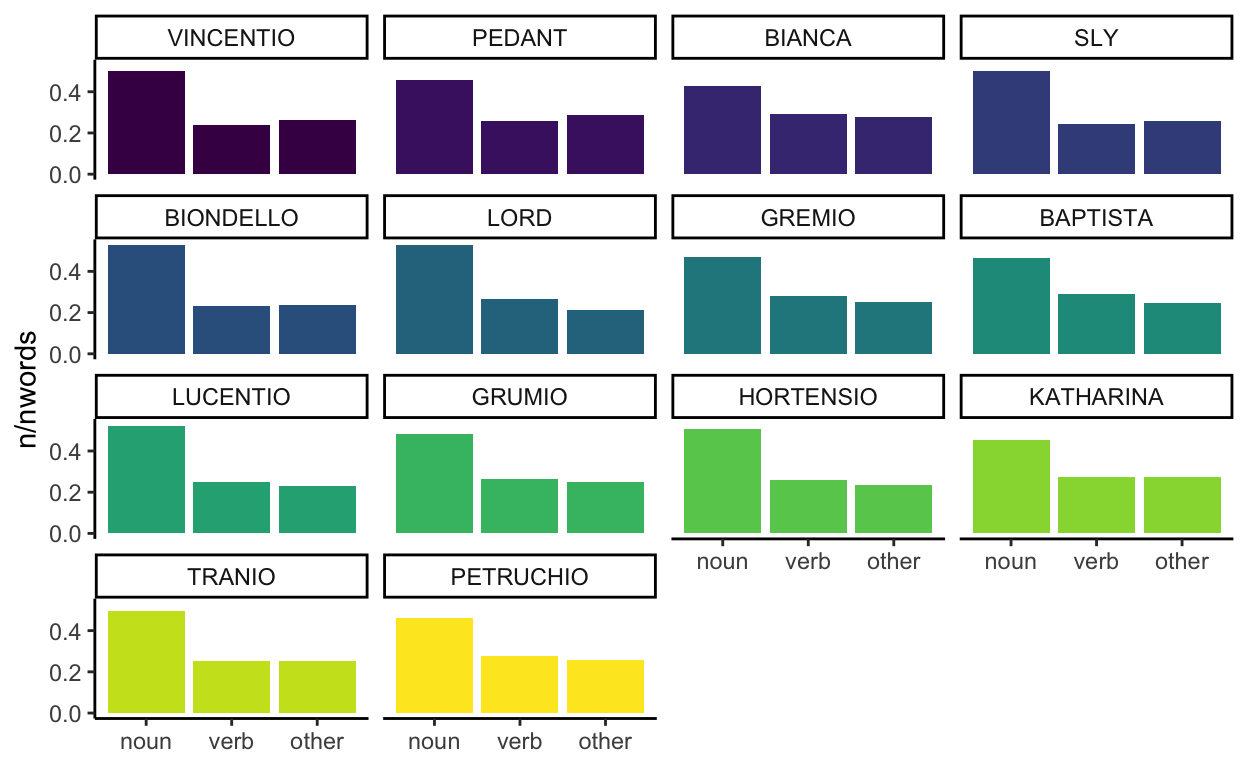 VINCENTIO PEDANT BIANCA SLY
0.4
0.2
0.0
BIONDELLO LORD GREMIO BAPTISTA
0.4
0.2
0.0
n/nwords
LUCENTIO GRUMIO HORTENSIO KATHARINA
0.4
0.2
0.0
noun verb other noun verb other
TRANIO PETRUCHIO
0.4
0.2
0.0
noun verb other noun verb other